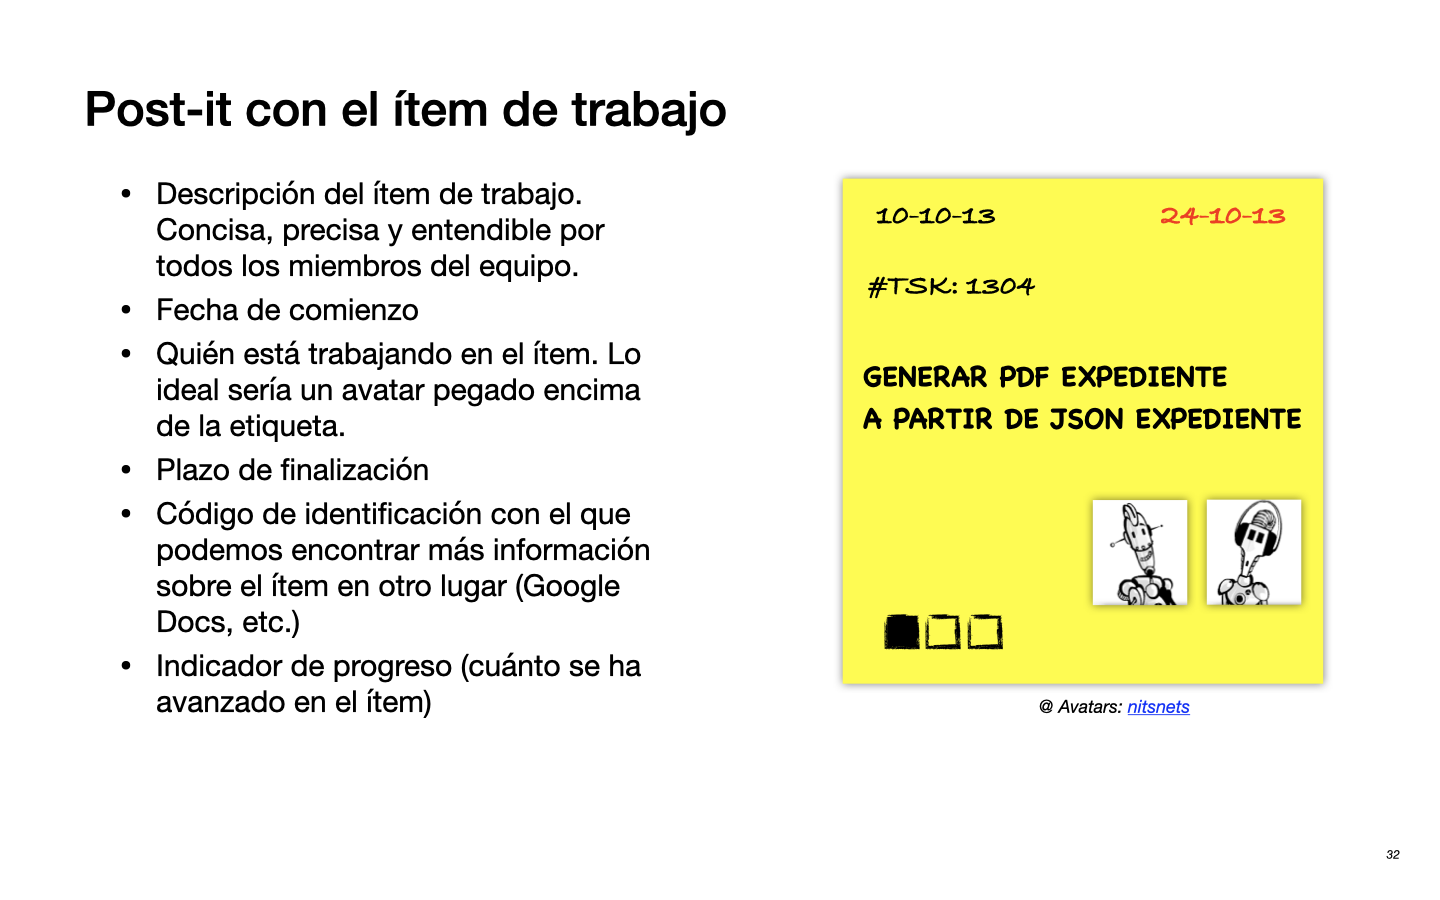 Post-it con el ítem de trabajo
• Descripción del ítem de trabajo.
Concisa, precisa y entendible por
todos los miembros del equipo.
• Fecha de comienzo
• Quién está trabajando en el ítem. Lo
ideal sería un avatar pegado encima
de la etiqueta.
• Plazo de finalización
• Código de identificación con el que
podemos encontrar más información
sobre el ítem en otro lugar (Google
Docs, etc.)
• Indicador de progreso (cuánto se ha
avanzado en el ítem)
10-10-13
24-10-13
#TSK: 1304
GENERAR PDF EXPEDIENTE
A PARTIR DE JSON EXPEDIENTE
@ Avatars: nitsnets
32